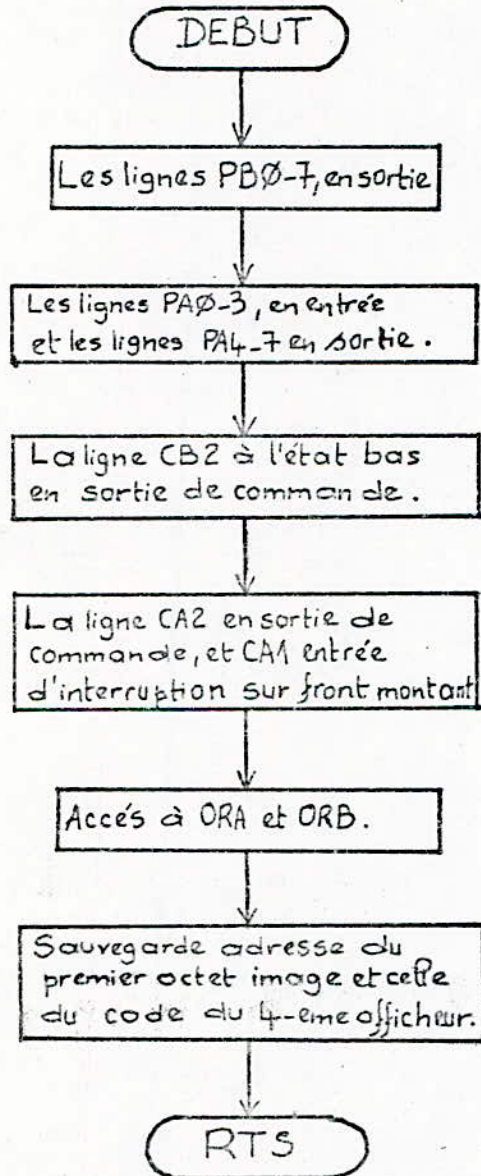 DEBUT
Les lignes PBØ-7, en sortie
Les lignes PAØ-3, en entrée
et les lignes PA4-7 en sortie.
La ligne CB2 à l'état bas
en sortie de commande.
La ligne CA2 en sortie de
commande, et CA1 entrée
d'interruption sur front montant
Accés à ORA et ORB.
Sauvegarde adresse du
premier octet image et celle
du code du 4-eme afficheur.
RTS